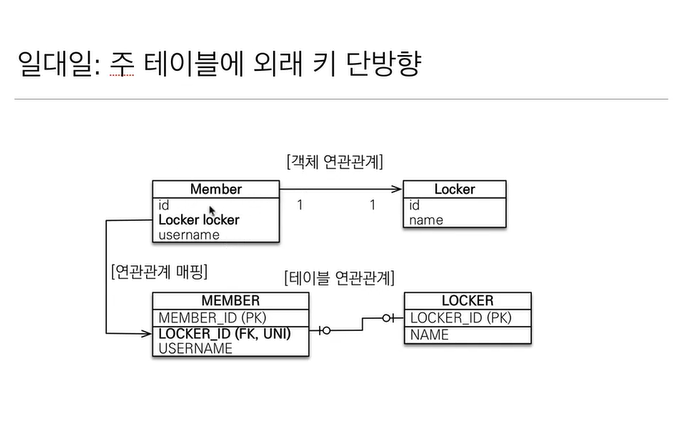 일대일: 주 테이블에 외래 키 단방향
[객체 연관관계]
Member
id
Locker locker
username
1
1
Locker
id
name
[연관관계 매핑]
[테이블 연관관계]
MEMBER
MEMBER_ID (PK)
LOCKER_ID (FK, UNI)
USERNAME
LOCKER
LOCKER_ID (PK)
NAME